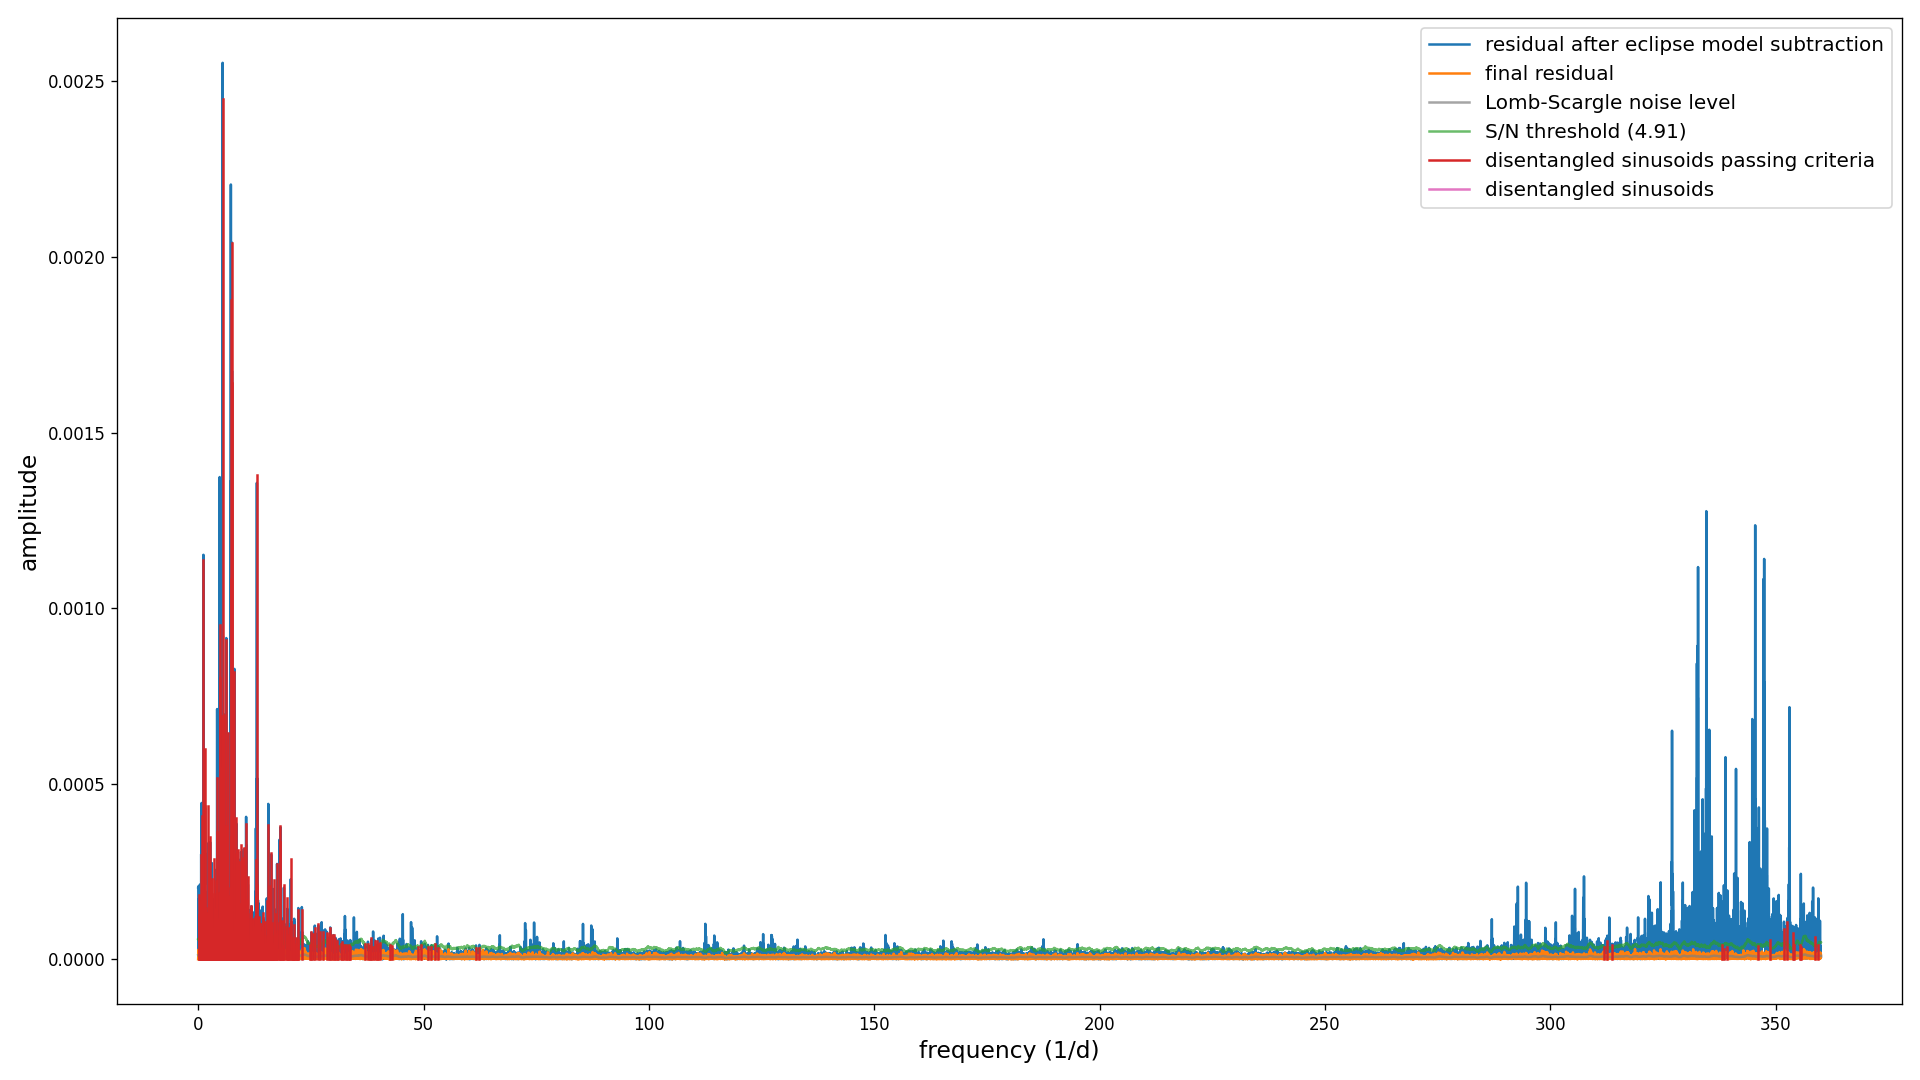 residual after eclipse model subtraction
final residual
Lomb-Scargle noise level
S/N threshold (4.91)
disentangled sinusoids passing criteria
disentangled sinusoids
amplitude
0.0025
0.0020
0.0015
0.0010
0.0005
0.0000
0 50 100 150 200 250 300 350
frequency (1/d)